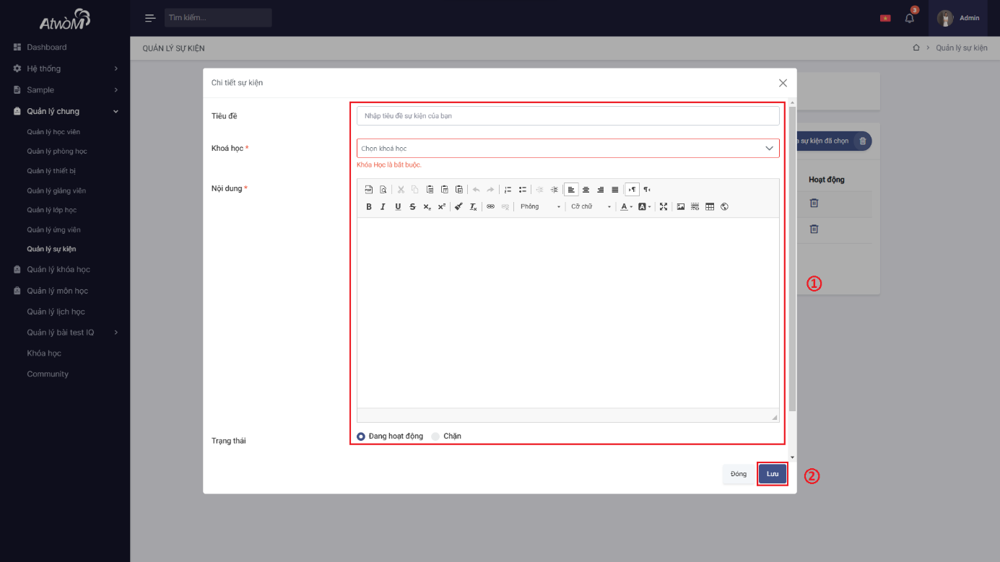 AtwòM
Tìm kiếm...
3
Admin
Dashboard
Hệ thống
Sample
Quản lý chung
Quản lý học viên
Quản lý phòng học
Quản lý thiết bị
Quản lý giảng viên
Quản lý lớp học
Quản lý ứng viên
Quản lý sự kiện
Quản lý khóa học
Quản lý môn học
Quản lý lịch học
Quản lý bài test IQ
Khóa học
Community
QUẢN LÝ SỰ KIỆN
Quản lý sự kiện
Chi tiết sự kiện
Tiêu đề
Nhập tiêu đề sự kiện của bạn
Khoá học *
Chọn khoá học
Khóa Học là bắt buộc.
Nội dung *
B I U S x₂ x² Tx
Phông
Cỡ chữ
A A
Trạng thái
Đang hoạt động
Chặn
Đóng
Lưu
sự kiện đã chọn
Hoạt động
①
②